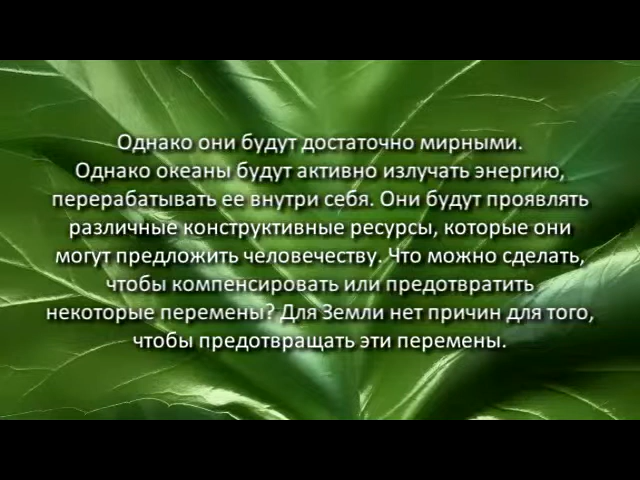 Однако они будут достаточно мирными.
Однако океаны будут активно излучать энергию,
перерабатывать ее внутри себя. Они будут проявлять
различные конструктивные ресурсы, которые они
могут предложить человечеству. Что можно сделать,
чтобы компенсировать или предотвратить
некоторые перемены? Для Земли нет причин для того,
чтобы предотвращать эти перемены.